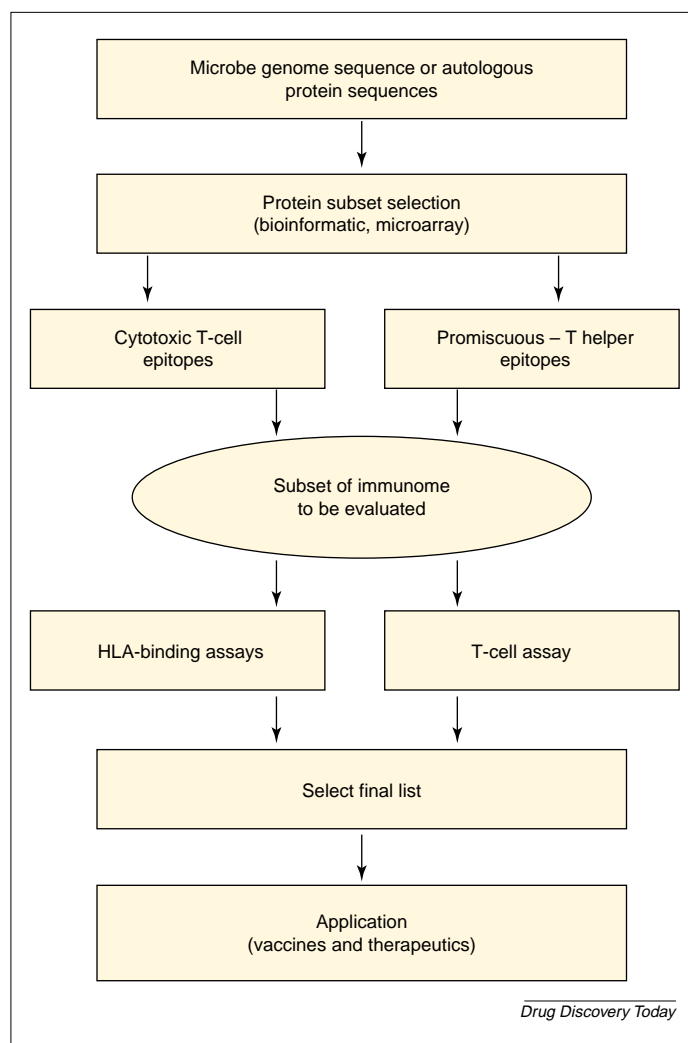 Microbe genome sequence or autologous
protein sequences
Protein subset selection
(bioinformatic, microarray)
Cytotoxic T-cell
epitopes
Promiscuous – T helper
epitopes
Subset of immunome
to be evaluated
HLA-binding assays
T-cell assay
Select final list
Application
(vaccines and therapeutics)
Drug Discovery Today